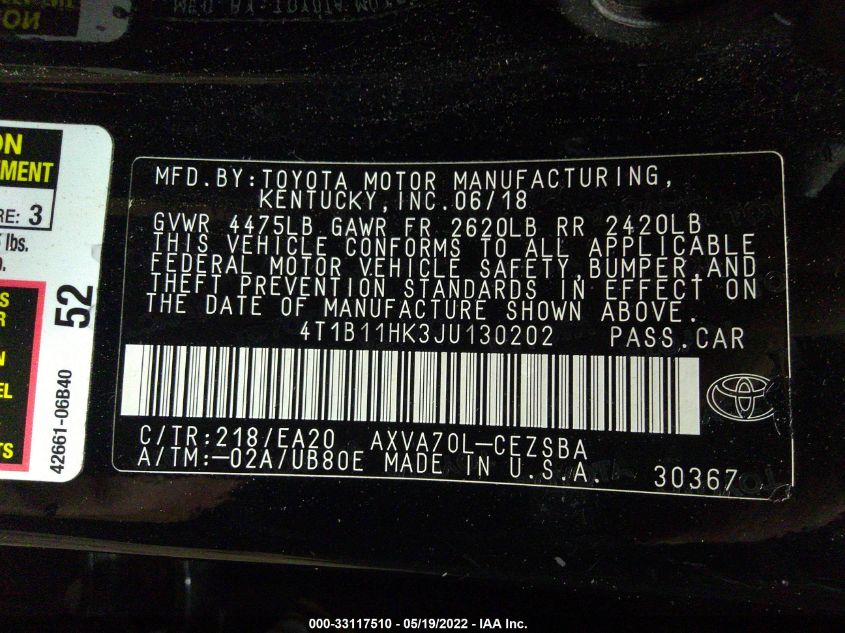 ON
EMENT
RE: 3
lbs.
52
42661-06B40
S
R
N
EL
TS
MFD.BY:TOYOTA MOTOR MANUFACTURING,
KENTUCKY,INC.06/18
GVWR 4475LB GAWR FR 2620LB RR 2420LB
THIS VEHICLE CONFORMS TO ALL APPLICABLE
FEDERAL MOTOR VEHICLE SAFETY,BUMPER,AND
THEFT PREVENTION STANDARDS IN EFFECT ON
THE DATE OF MANUFACTURE SHOWN ABOVE.
4T1B11HK3JU130202 PASS.CAR
C/TR:218/EA20 AXVA70L-CEZSBA
A/TM:-02A/UB80E MADE IN U.S.A. 30367
000-33117510 - 05/19/2022 - IAA Inc.